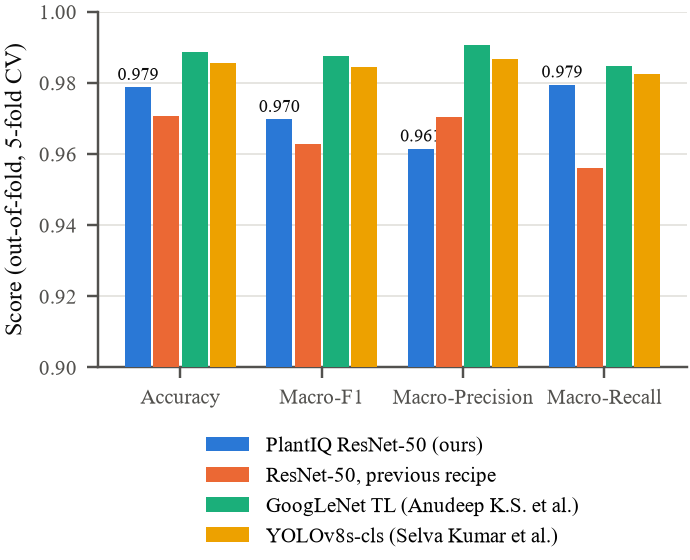 Score (out-of-fold, 5-fold CV)
1.00
0.98
0.96
0.94
0.92
0.90
0.979
0.970
0.961
0.979
Accuracy
Macro-F1
Macro-Precision
Macro-Recall
PlantIQ ResNet-50 (ours)
ResNet-50, previous recipe
GoogLeNet TL (Anudeep K.S. et al.)
YOLOv8s-cls (Selva Kumar et al.)